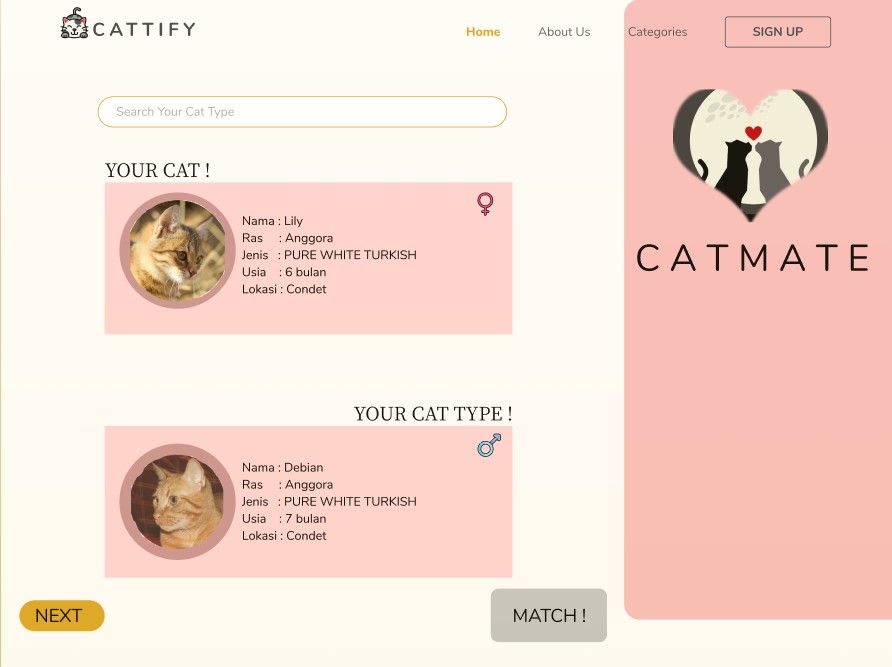 CATTIFY
Home
About Us
Categories
SIGN UP
Search Your Cat Type
YOUR CAT !
Nama : Lily
Ras : Anggora
Jenis : PURE WHITE TURKISH
Usia : 6 bulan
Lokasi : Condet
CATMATE
YOUR CAT TYPE !
Nama : Debian
Ras : Anggora
Jenis : PURE WHITE TURKISH
Usia : 7 bulan
Lokasi : Condet
NEXT
MATCH !